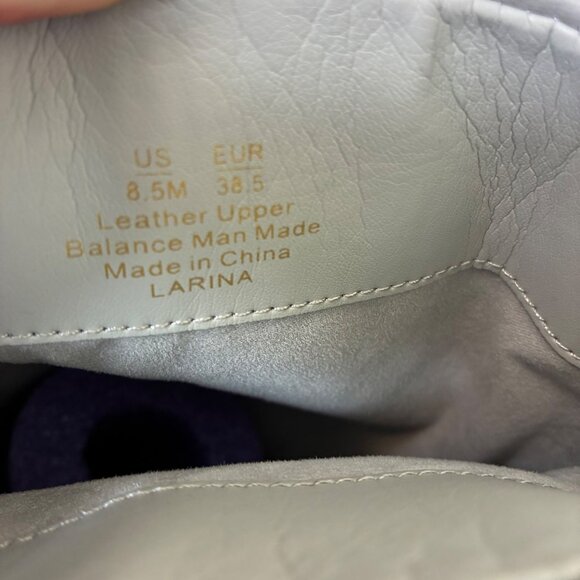 US EUR
8.5M 38.5
Leather Upper
Balance Man Made
Made in China
LARINA